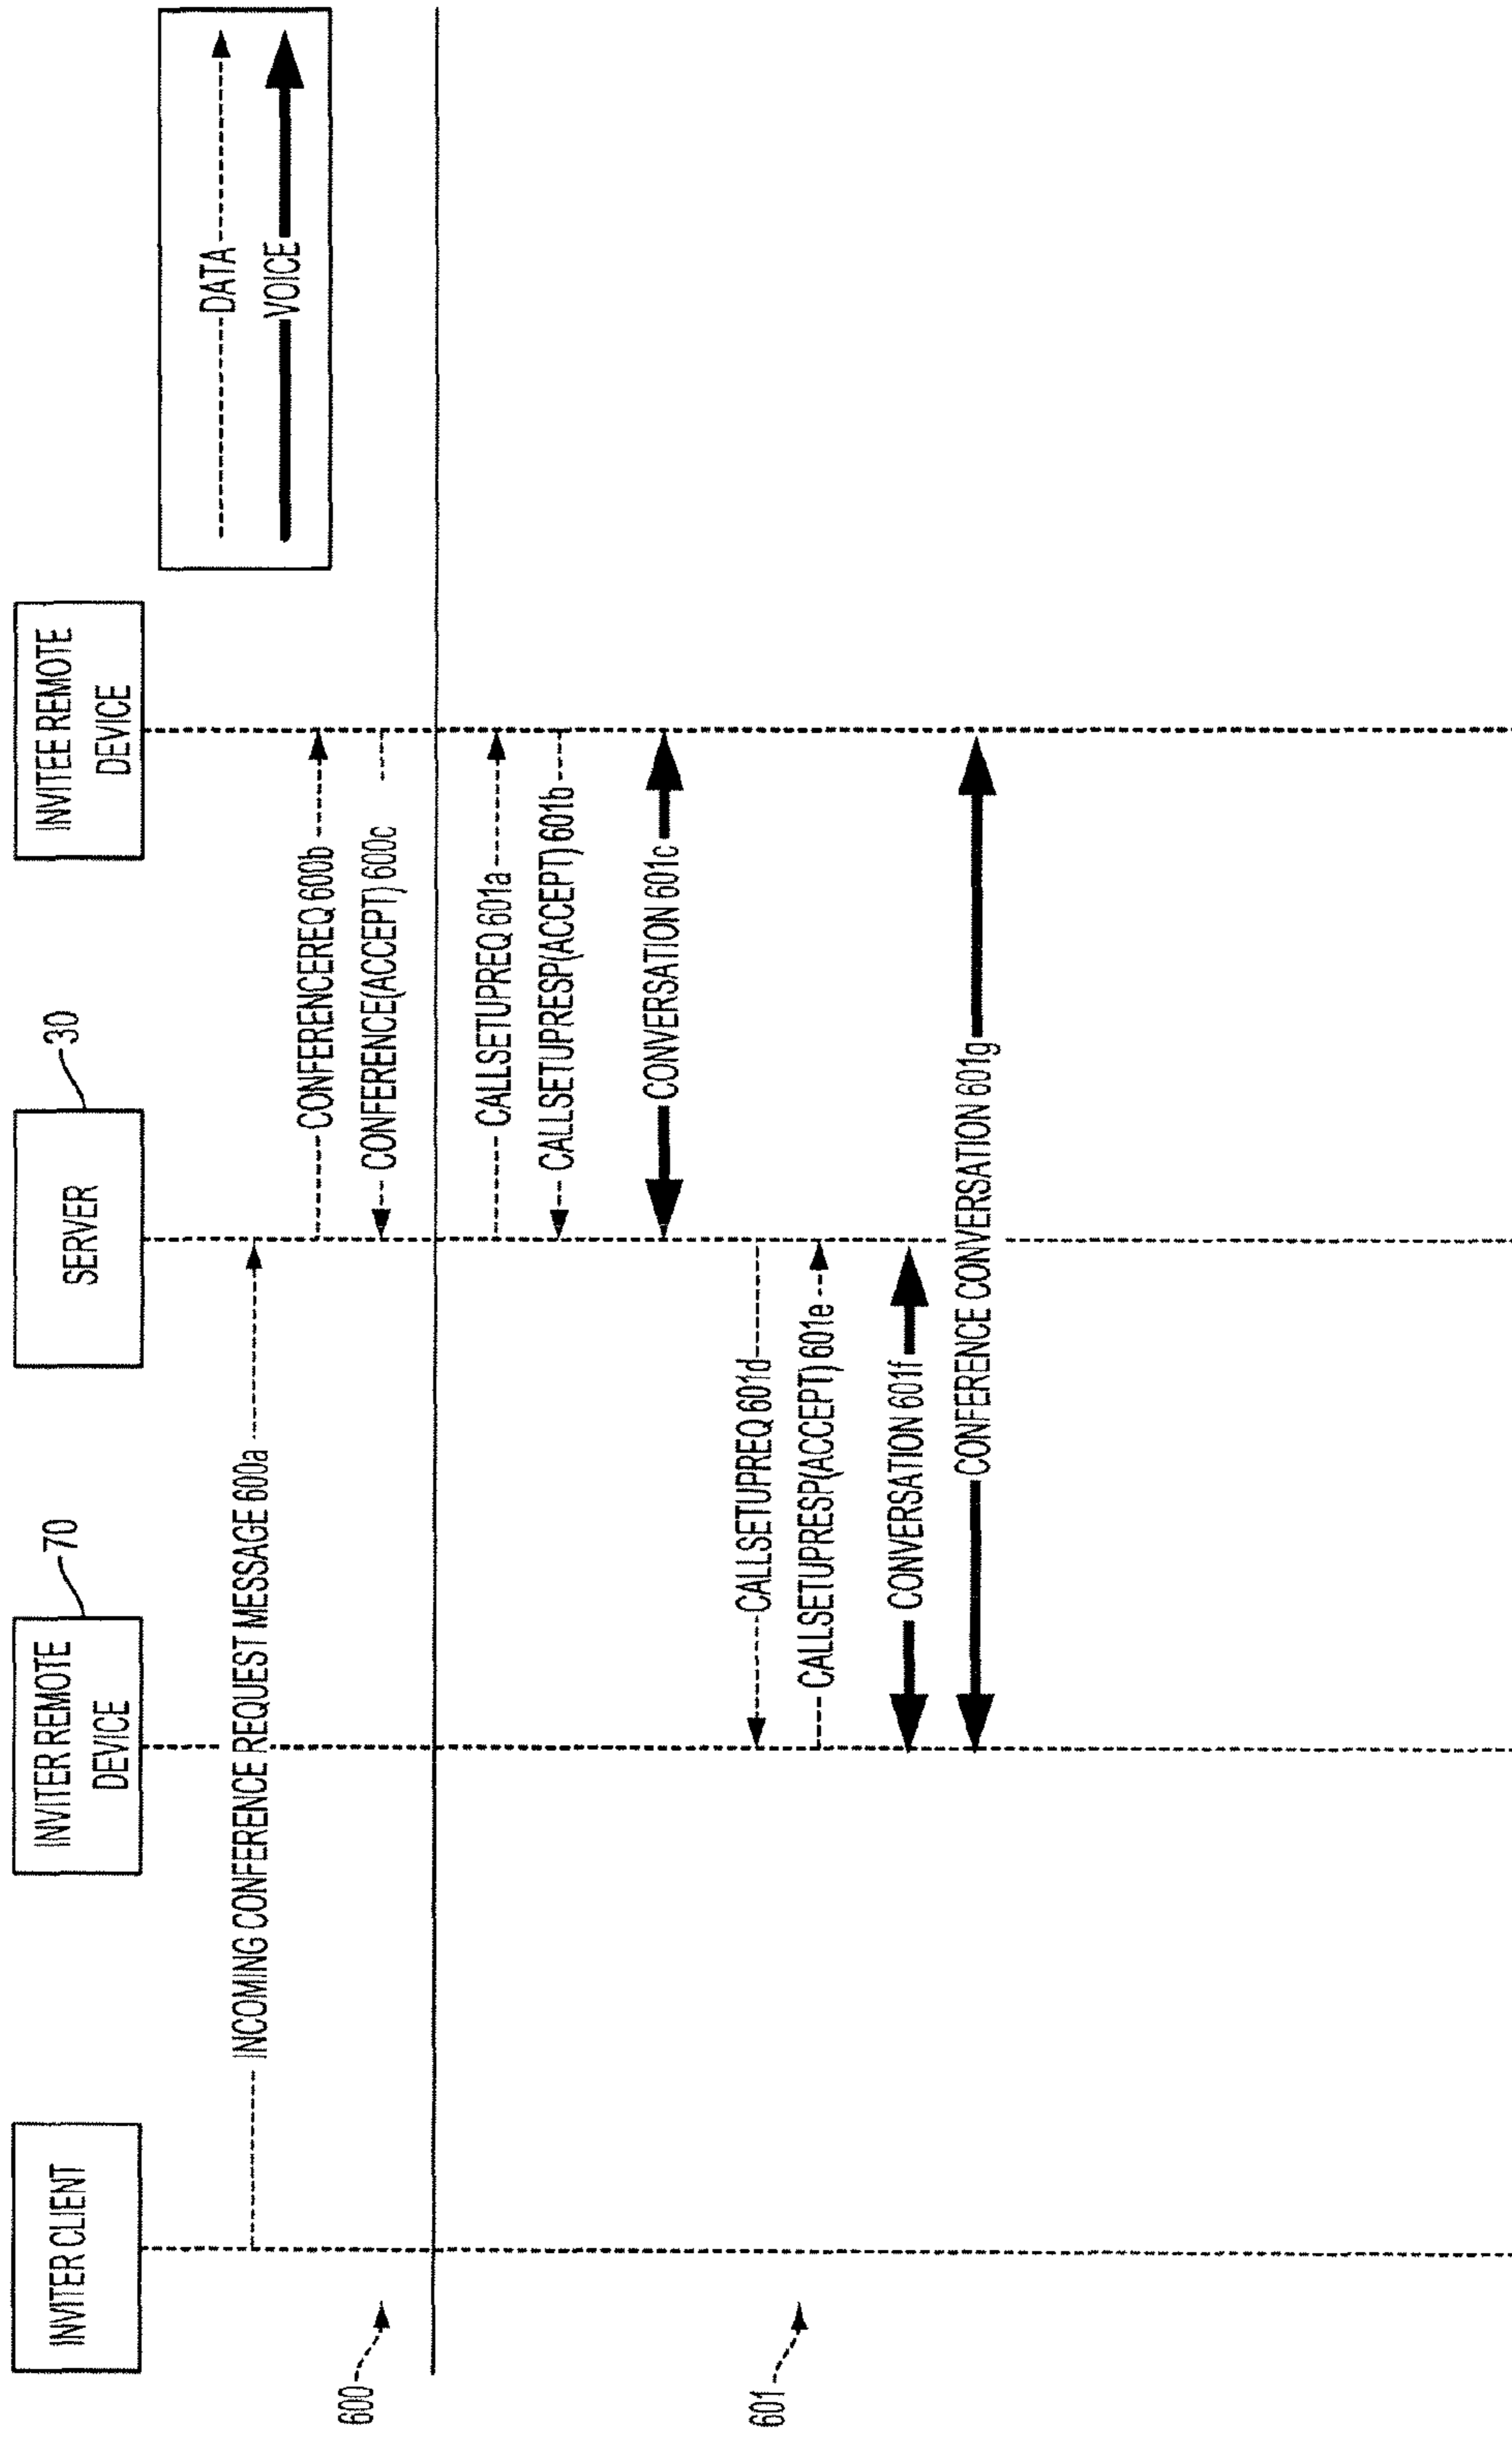 INVITER CLIENT
INVITER REMOTE
DEVICE
70
SERVER
30
INVITEE REMOTE
DEVICE
DATA
VOICE
600
INCOMING CONFERENCE REQUEST MESSAGE 600a
CONFERENCEREQ 600b
CONFERENCE(ACCEPT) 600c
601
CALLSETUPREQ 601a
CALLSETUPRESP(ACCEPT) 601b
CONVERSATION 601c
CALLSETUPREQ 601d
CALLSETUPRESP(ACCEPT) 601e
CONVERSATION 601f
CONFERENCE CONVERSATION 601g